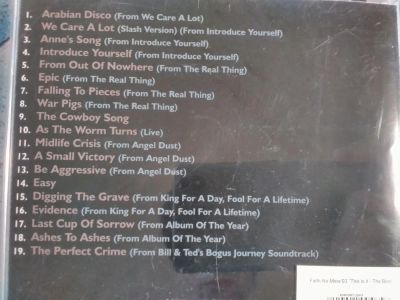 1. Arabian Disco (From We Care A Lot)
2. We Care A Lot (Slash Version) (From Introduce Yourself)
3. Anne's Song (From Introduce Yourself)
4. Introduce Yourself (From Introduce Yourself)
5. From Out Of Nowhere (From The Real Thing)
6. Epic (From The Real Thing)
7. Falling To Pieces (From The Real Thing)
8. War Pigs (From The Real Thing)
9. The Cowboy Song
10. As The Worm Turns (Live)
11. Midlife Crisis (From Angel Dust)
12. A Small Victory (From Angel Dust)
13. Be Aggressive (From Angel Dust)
14. Easy
15. Digging The Grave (From King For A Day, Fool For A Lifetime)
16. Evidence (From King For A Day, Fool For A Lifetime)
17. Last Cup Of Sorrow (From Album Of The Year)
18. Ashes To Ashes (From Album Of The Year)
19. The Perfect Crime (From Bill & Ted's Bogus Journey Soundtrack)